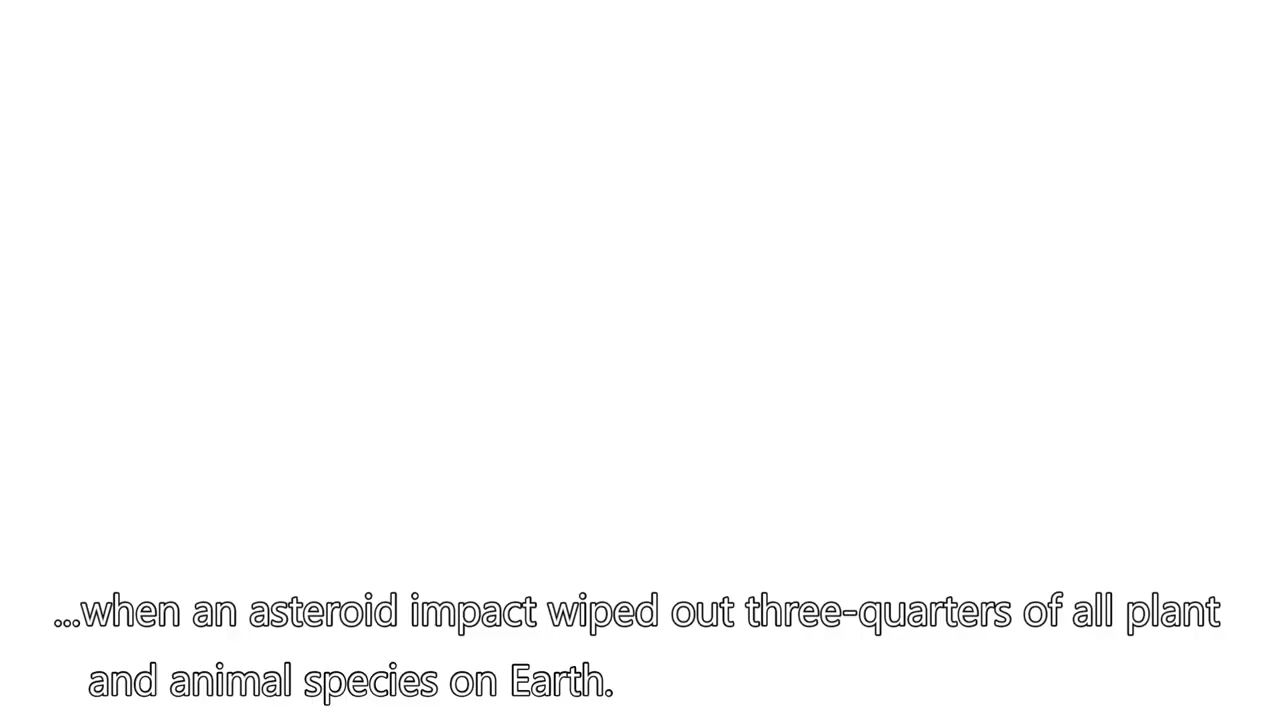 ...when an asteroid impact wiped out three-quarters of all plant
and animal species on Earth.